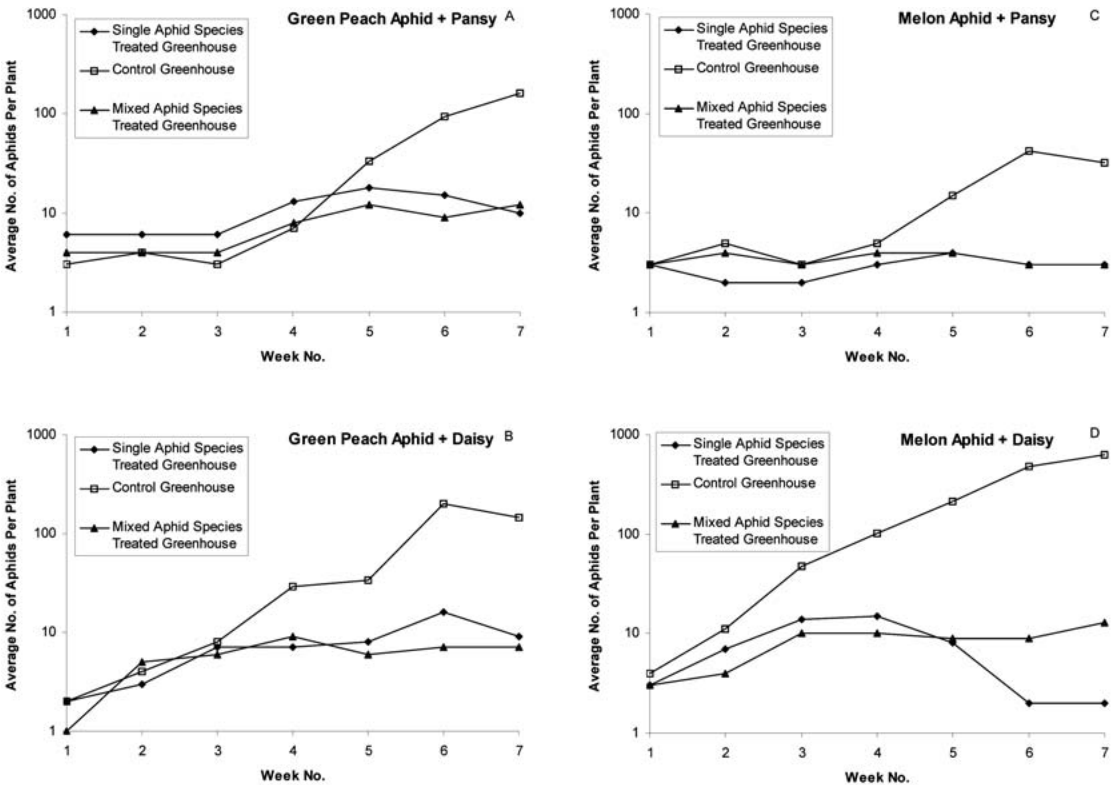 Green Peach Aphid + Pansy
A
Average No. of Aphids Per Plant
1000
100
10
1
Single Aphid Species
Treated Greenhouse
Control Greenhouse
Mixed Aphid Species
Treated Greenhouse
1 2 3 4 5 6 7
Week No.
Melon Aphid + Pansy
C
Average No. of Aphids Per Plant
1000
100
10
1
Single Aphid Species
Treated Greenhouse
Control Greenhouse
Mixed Aphid Species
Treated Greenhouse
1 2 3 4 5 6 7
Week No.
Green Peach Aphid + Daisy
B
Average No. of Aphids Per Plant
1000
100
10
1
Single Aphid Species
Treated Greenhouse
Control Greenhouse
Mixed Aphid Species
Treated Greenhouse
1 2 3 4 5 6 7
Week No.
Melon Aphid + Daisy
D
Average No. of Aphids Per Plant
1000
100
10
1
Single Aphid Species
Treated Greenhouse
Control Greenhouse
Mixed Aphid Species
Treated Greenhouse
1 2 3 4 5 6 7
Week No.